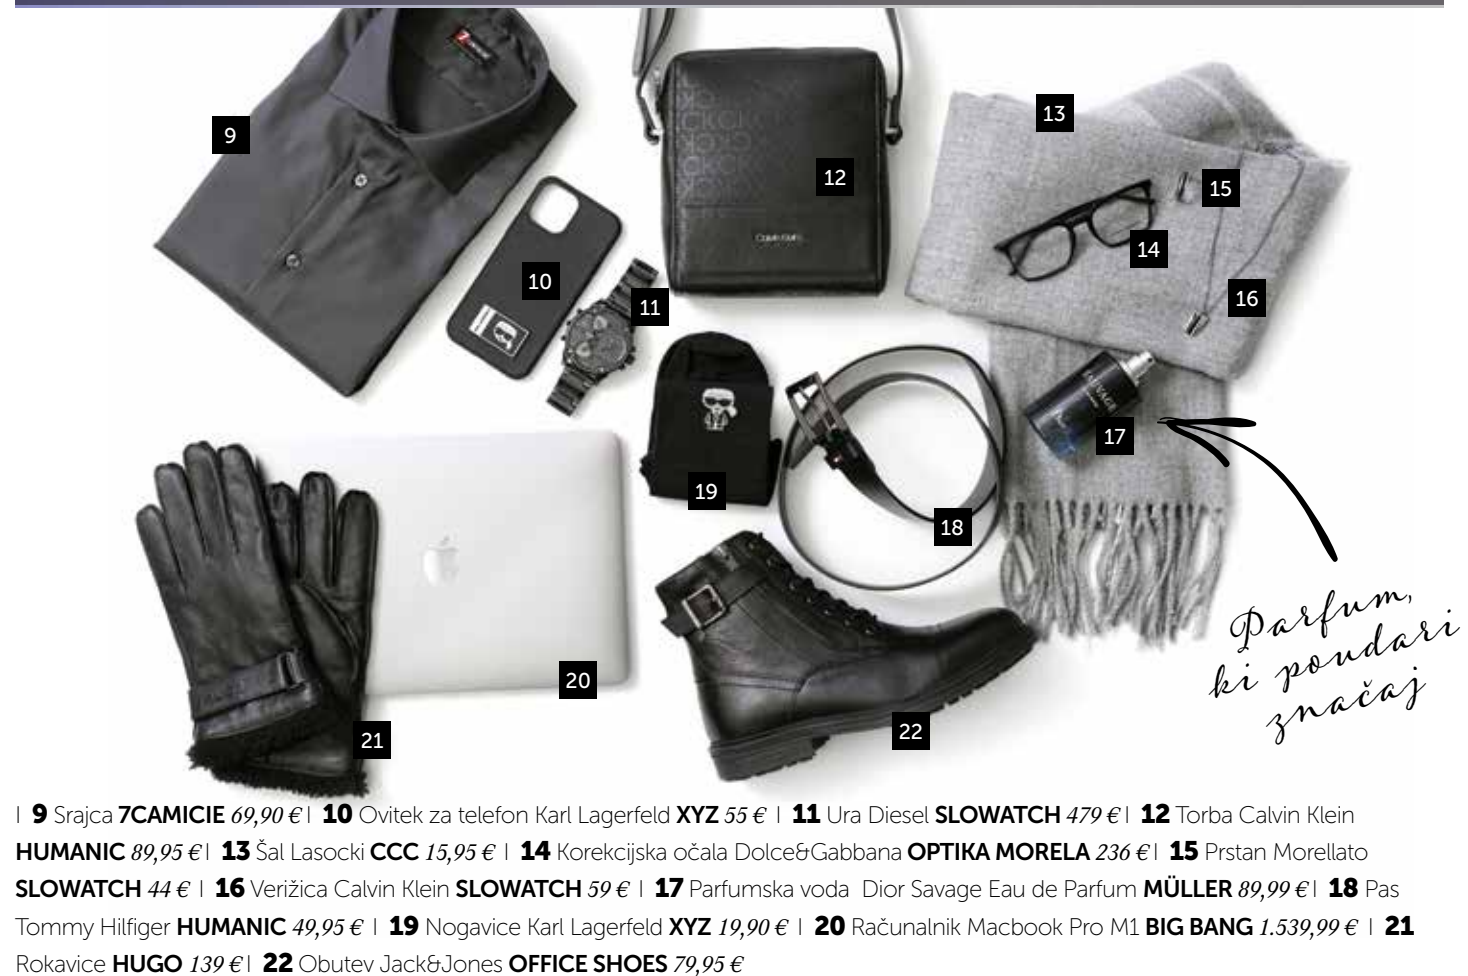 9
10
11
12
Calvin Klein
13
14
15
16
17
SAUVAGE
18
19
20
21
22
Parfum,
ki poudari
značaj
| 9 Srajca 7CAMICIE 69,90 € | 10 Ovitek za telefon Karl Lagerfeld XYZ 55 € | 11 Ura Diesel SLOWATCH 479 € | 12 Torba Calvin Klein
HUMANIC 89,95 € | 13 Šal Lasocki CCC 15,95 € | 14 Korekcijska očala Dolce&Gabbana OPTIKA MORELA 236 € | 15 Prstan Morellato
SLOWATCH 44 € | 16 Verižica Calvin Klein SLOWATCH 59 € | 17 Parfumska voda Dior Savage Eau de Parfum MÜLLER 89,99 € | 18 Pas
Tommy Hilfiger HUMANIC 49,95 € | 19 Nogavice Karl Lagerfeld XYZ 19,90 € | 20 Računalnik Macbook Pro M1 BIG BANG 1.539,99 € | 21
Rokavice HUGO 139 € | 22 Obutev Jack&Jones OFFICE SHOES 79,95 €